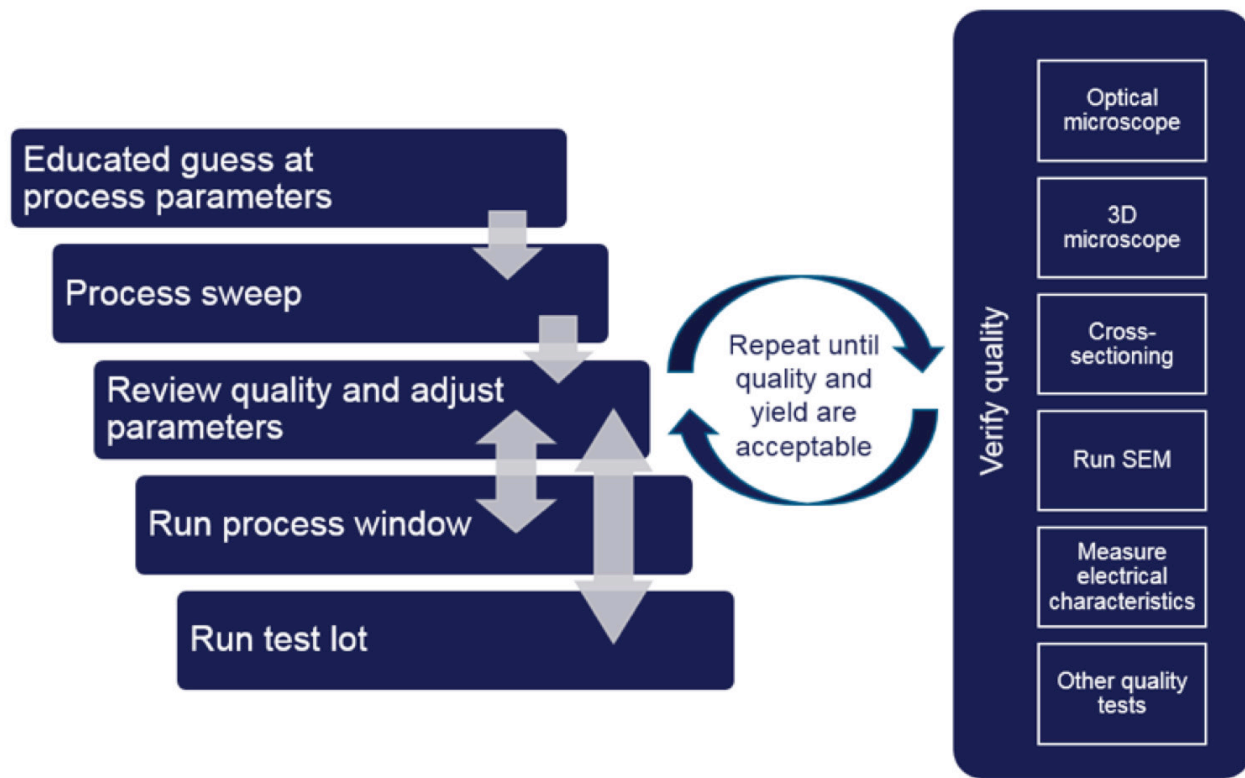 Educated guess at
process parameters
Process sweep
Review quality and adjust
parameters
Run process window
Run test lot
Repeat until
quality and
yield are
acceptable
Verify quality
Optical
microscope
3D
microscope
Cross-
sectioning
Run SEM
Measure
electrical
characteristics
Other quality
tests